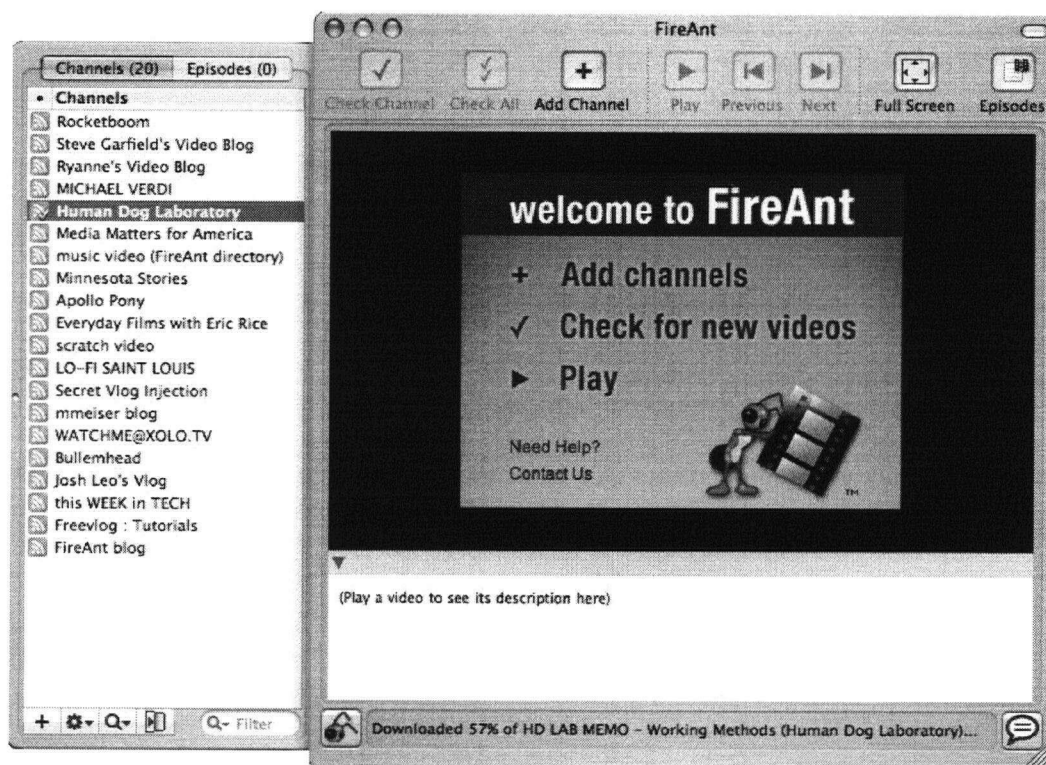 Channels (20) Episodes (0)
• Channels
Rocketboom
Steve Garfield's Video Blog
Ryanne's Video Blog
MICHAEL VERDI
Human Dog Laboratory
Media Matters for America
music video (FireAnt directory)
Minnesota Stories
Apollo Pony
Everyday Films with Eric Rice
scratch video
LO-FI SAINT LOUIS
Secret Vlog Injection
mmeiser blog
WATCHME@XOLO.TV
Bullemhead
Josh Leo's Vlog
this WEEK in TECH
Freevlog : Tutorials
FireAnt blog
Filter
FireAnt
Check Channel Check All Add Channel Play Previous Next Full Screen Episodes
welcome to FireAnt
+ Add channels
✓ Check for new videos
▶ Play
Need Help?
Contact Us
TM
(Play a video to see its description here)
Downloaded 57% of HD LAB MEMO - Working Methods (Human Dog Laboratory)...